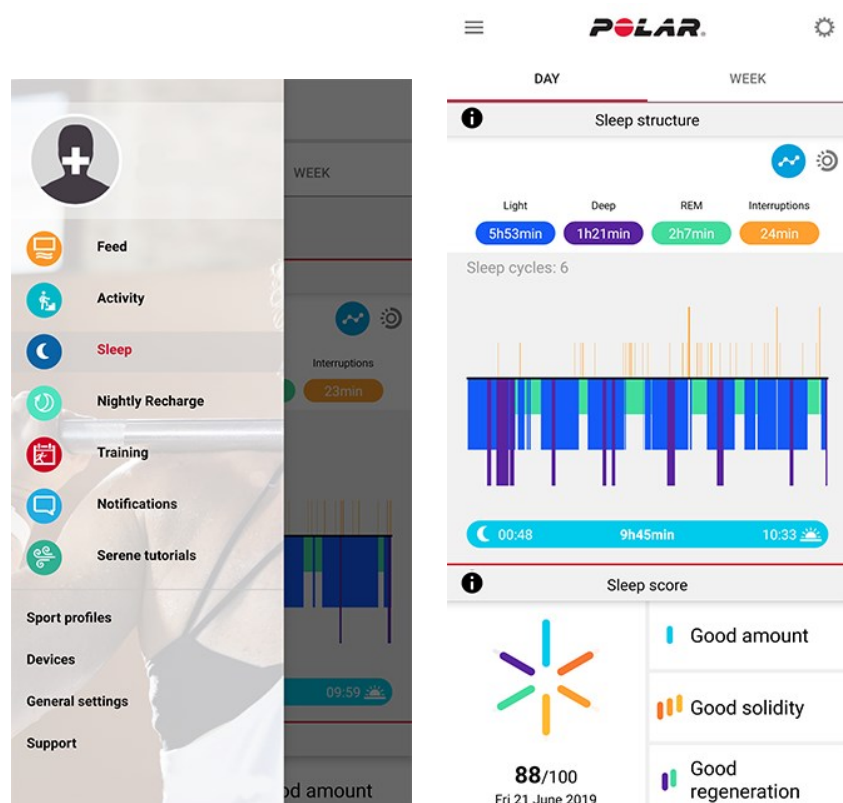 WEEK
Feed
Activity
Sleep
Nightly Recharge
Training
Notifications
Serene tutorials
Sport profiles
Devices
General settings
Support
Interruptions
23min
09:59
od amount
POLAR
DAY WEEK
Sleep structure
Light Deep REM Interruptions
5h53min 1h21min 2h7min 24min
Sleep cycles: 6
00:48 9h45min 10:33
Sleep score
Good amount
Good solidity
Good
regeneration
88/100
Fri 21 June 2019